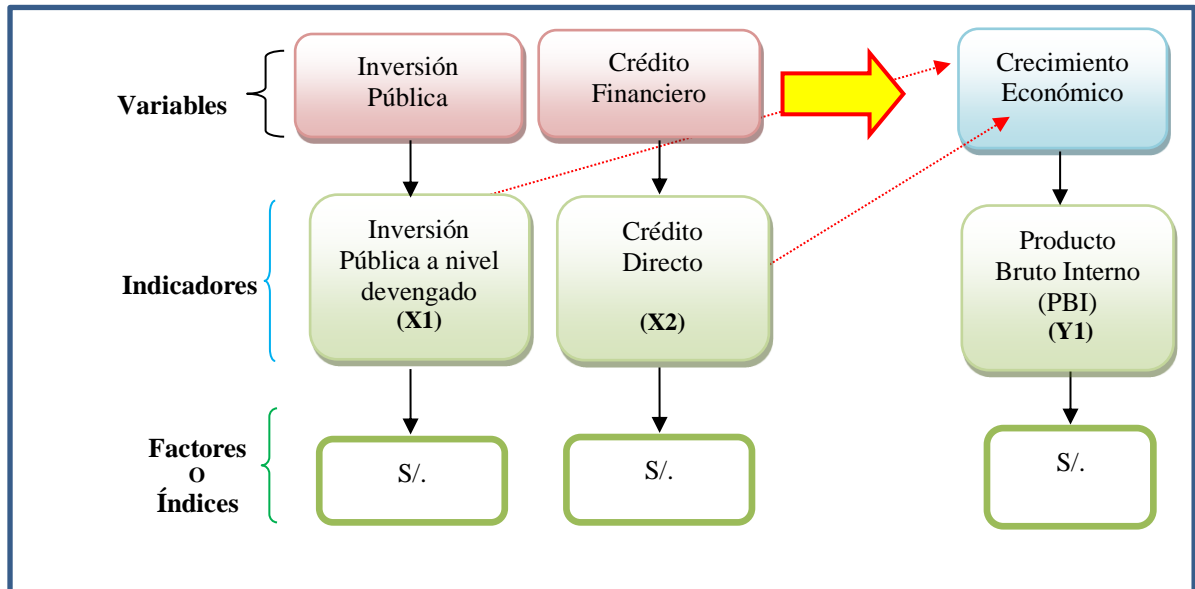 Variables
Inversión
Pública
Crédito
Financiero
Crecimiento
Económico
Indicadores
Inversión
Pública a nivel
devengado
(X1)
Crédito
Directo
(X2)
Producto
Bruto Interno
(PBI)
(Y1)
Factores
O
Índices
S/.
S/.
S/.